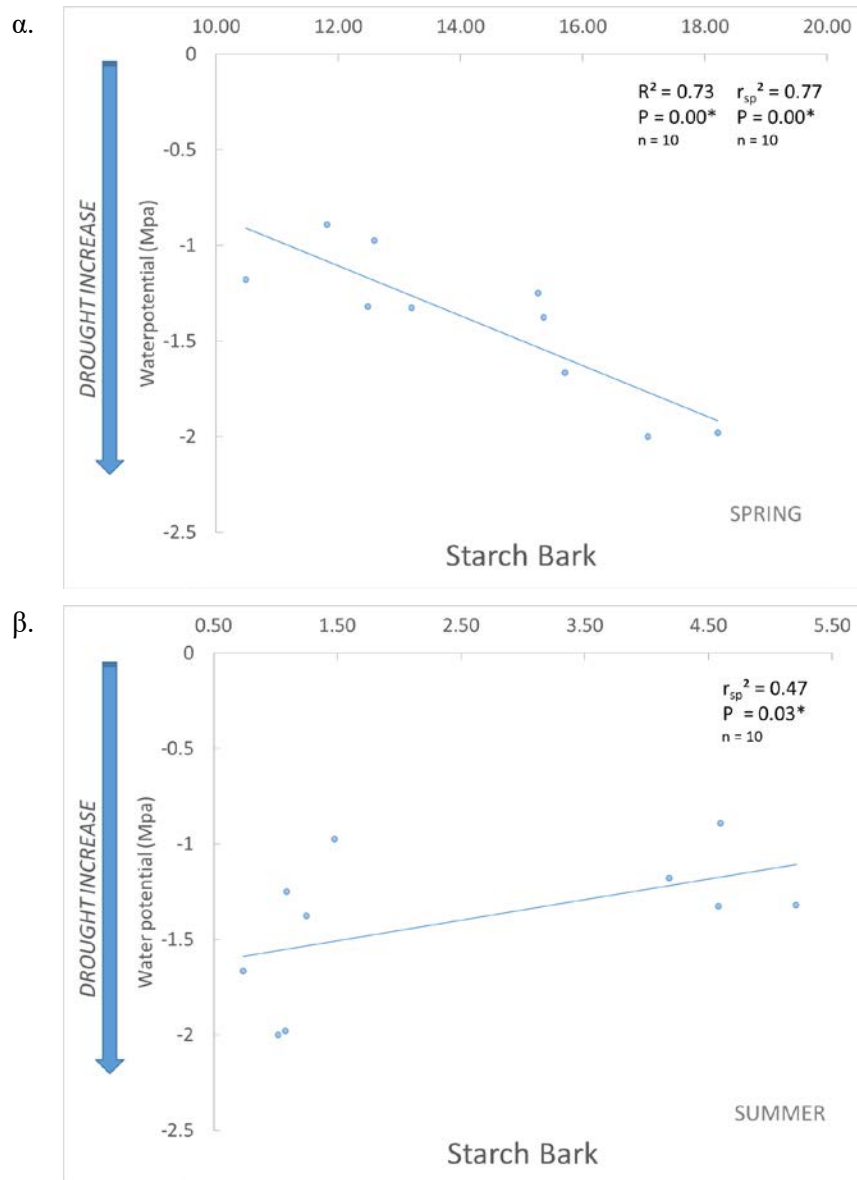 α.
10.00 12.00 14.00 16.00 18.00 20.00
0
-0.5
-1
-1.5
-2
-2.5
DROUGHT INCREASE
Waterpotential (Mpa)
R² = 0.73 r_sp² = 0.77
P = 0.00* P = 0.00*
n = 10 n = 10
SPRING
Starch Bark
β.
0.50 1.50 2.50 3.50 4.50 5.50
0
-0.5
-1
-1.5
-2
-2.5
DROUGHT INCREASE
Water potential (Mpa)
r_sp² = 0.47
P = 0.03*
n = 10
SUMMER
Starch Bark